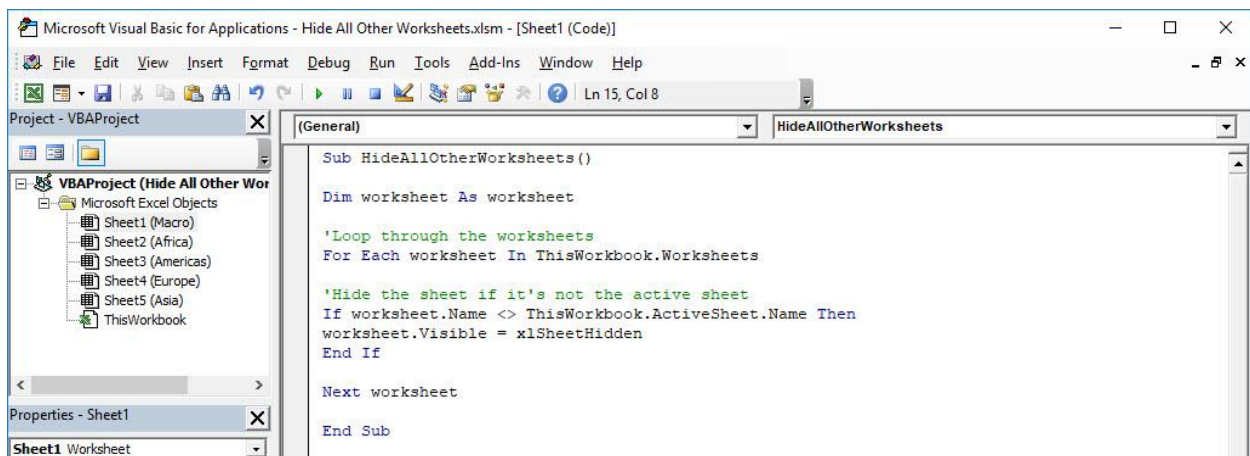 Microsoft Visual Basic for Applications - Hide All Other Worksheets.xlsm - [Sheet1 (Code)]
File Edit View Insert Format Debug Run Tools Add-Ins Window Help
Ln 15, Col 8
Project - VBAProject
(General) HideAllOtherWorksheets
VBAProject (Hide All Other Wor
Microsoft Excel Objects
Sheet1 (Macro)
Sheet2 (Africa)
Sheet3 (Americas)
Sheet4 (Europe)
Sheet5 (Asia)
ThisWorkbook
Properties - Sheet1
Sheet1 Worksheet
Sub HideAllOtherWorksheets()
Dim worksheet As worksheet
'Loop through the worksheets
For Each worksheet In ThisWorkbook.Worksheets
'Hide the sheet if it's not the active sheet
If worksheet.Name <> ThisWorkbook.ActiveSheet.Name Then
worksheet.Visible = xlSheetHidden
End If
Next worksheet
End Sub